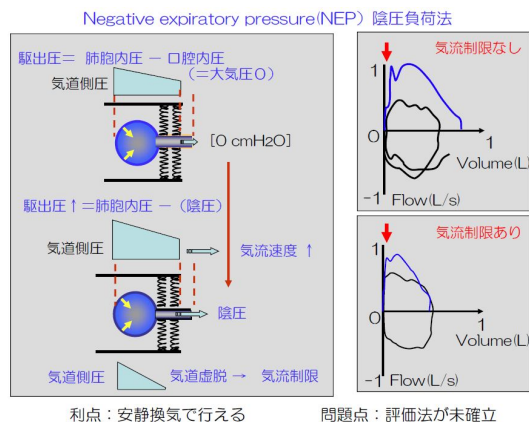 Negative expiratory pressure(NEP) 陰圧負荷法
駆出圧＝ 肺胞内圧 − 口腔内圧
(＝大気圧０)
気道側圧
[0 cmH2O]
駆出圧↑＝肺胞内圧 −(陰圧)
気道側圧
気流速度 ↑
陰圧
気道側圧
気道虚脱 → 気流制限
気流制限なし
1
0
1
Volume(L)
−1
Flow(L/s)
気流制限あり
1
0
1
Volume(L)
−1
Flow(L/s)
利点：安静換気で行える
問題点：評価法が未確立